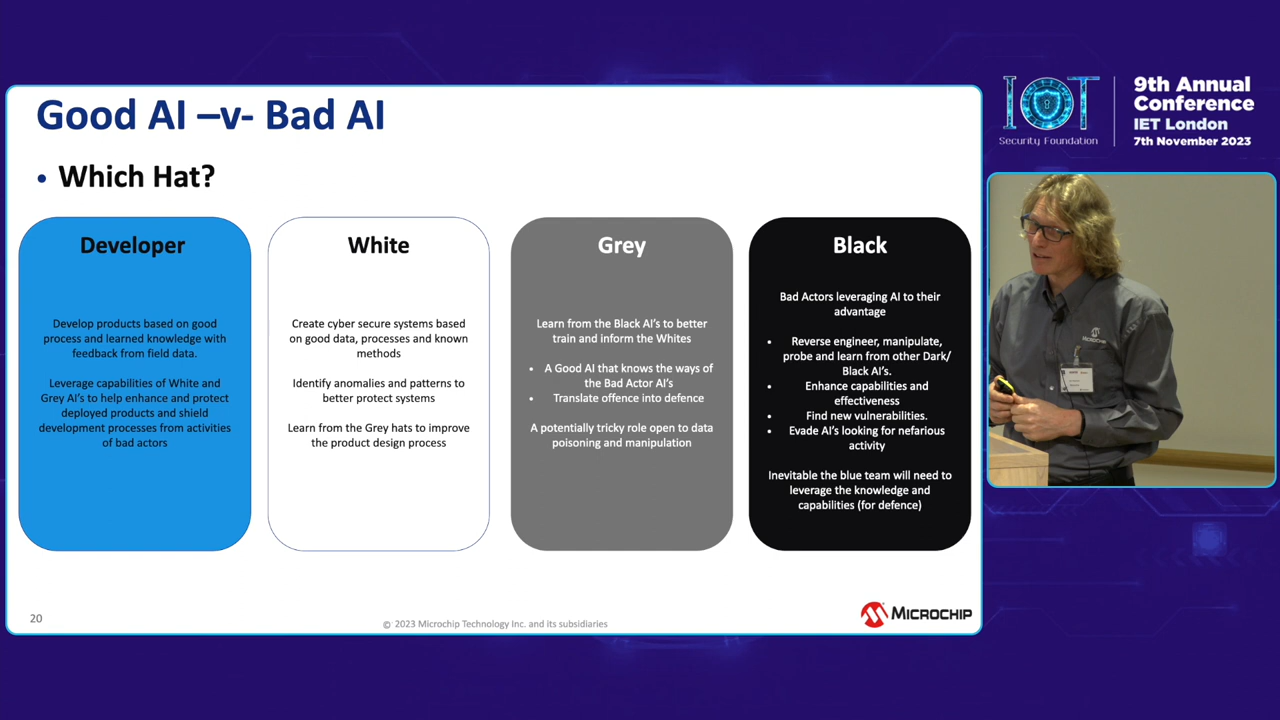 Good AI –v- Bad AI
• Which Hat?
Developer
Develop products based on good
process and learned knowledge with
feedback from field data.
Leverage capabilities of White and
Grey AI's to help enhance and protect
deployed products and shield
development processes from activities
of bad actors
White
Create cyber secure systems based
on good data, processes and known
methods
Identify anomalies and patterns to
better protect systems
Learn from the Grey hats to improve
the product design process
Grey
Learn from the Black AI's to better
train and inform the Whites
• A Good AI that knows the ways of
the Bad Actor AI's
• Translate offence into defence
A potentially tricky role open to data
poisoning and manipulation
Black
Bad Actors leveraging AI to their
advantage
• Reverse engineer, manipulate,
probe and learn from other Dark/
Black AI's.
• Enhance capabilities and
effectiveness
• Find new vulnerabilities.
• Evade AI's looking for nefarious
activity
Inevitable the blue team will need to
leverage the knowledge and
capabilities (for defence)
20
© 2023 Microchip Technology Inc. and its subsidiaries
MICROCHIP
IOT
Security Foundation
9th Annual
Conference
IET London
7th November 2023
MICROCHIP